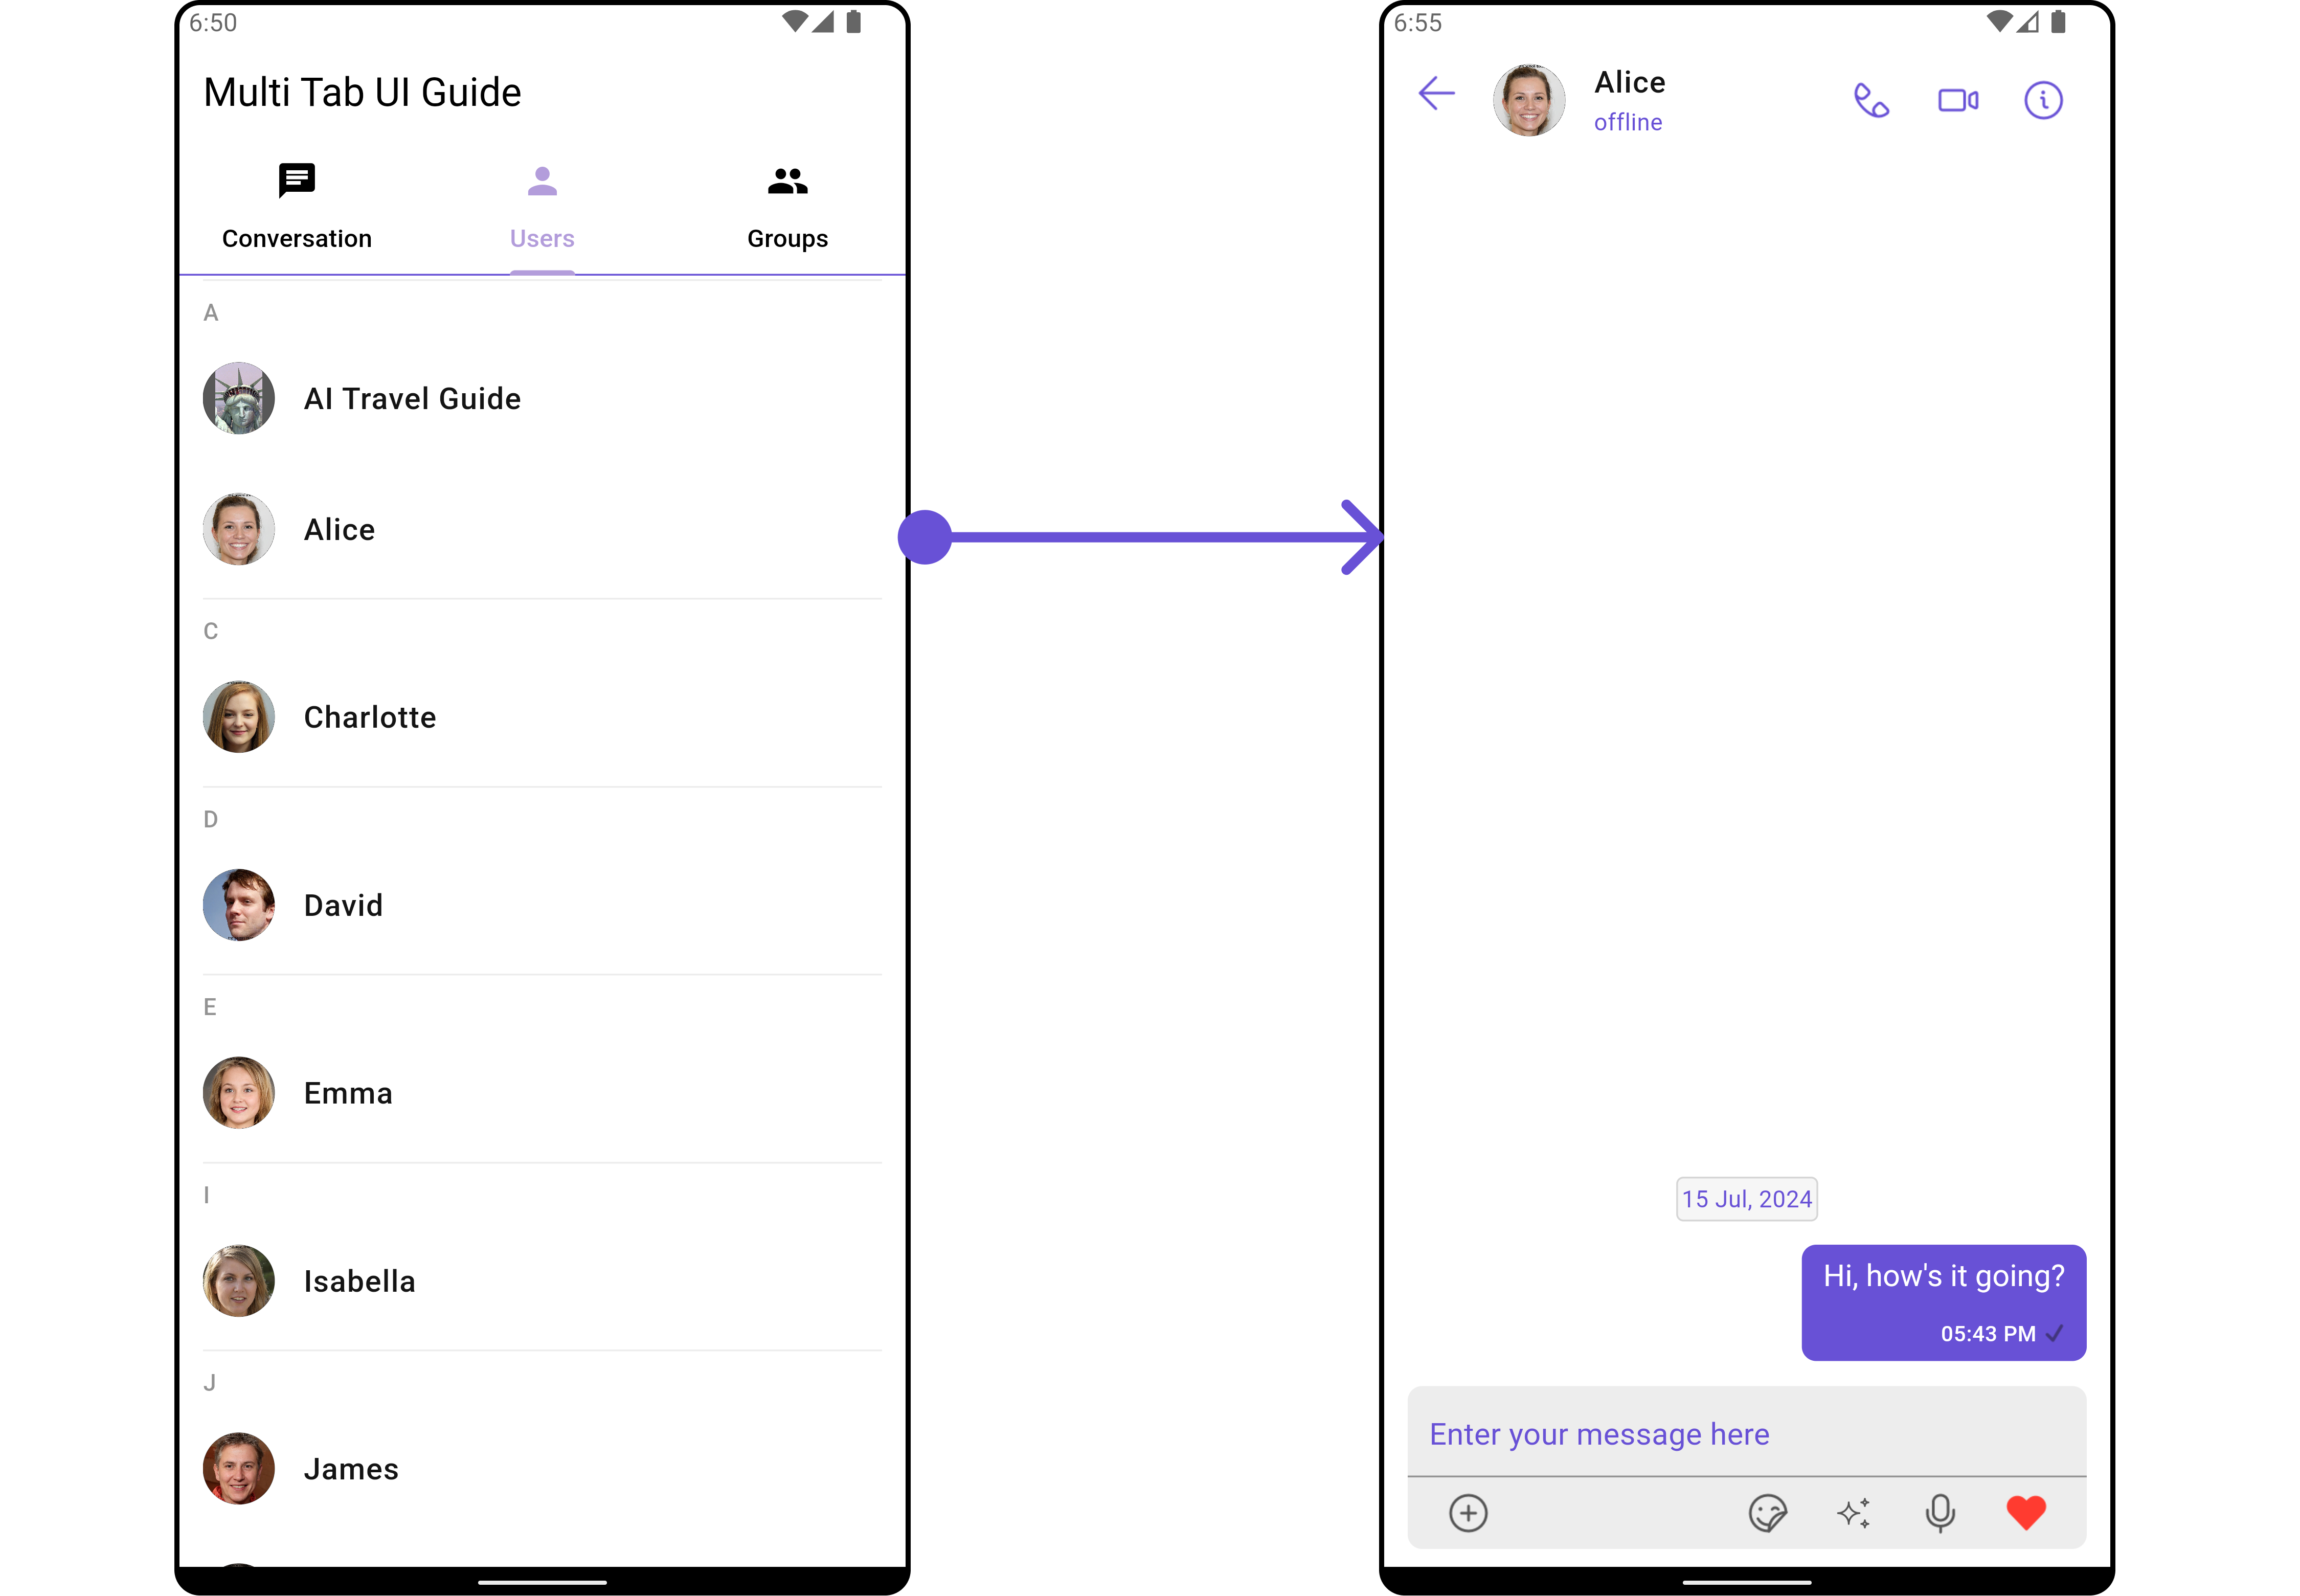 6:50
Multi Tab UI Guide
Conversation
Users
Groups
A
AI Travel Guide
Alice
C
Charlotte
D
David
E
Emma
I
Isabella
J
James
6:55
Alice
offline
15 Jul, 2024
Hi, how's it going?
05:43 PM
Enter your message here